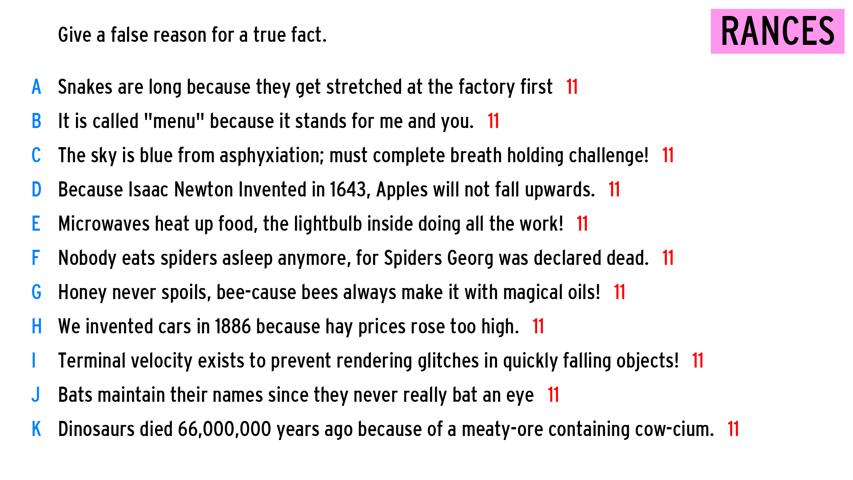 Give a false reason for a true fact.
RANCES
A Snakes are long because they get stretched at the factory first 11
B It is called "menu" because it stands for me and you. 11
C The sky is blue from asphyxiation; must complete breath holding challenge! 11
D Because Isaac Newton Invented in 1643, Apples will not fall upwards. 11
E Microwaves heat up food, the lightbulb inside doing all the work! 11
F Nobody eats spiders asleep anymore, for Spiders Georg was declared dead. 11
G Honey never spoils, bee-cause bees always make it with magical oils! 11
H We invented cars in 1886 because hay prices rose too high. 11
I Terminal velocity exists to prevent rendering glitches in quickly falling objects! 11
J Bats maintain their names since they never really bat an eye 11
K Dinosaurs died 66,000,000 years ago because of a meaty-ore containing cow-cium. 11